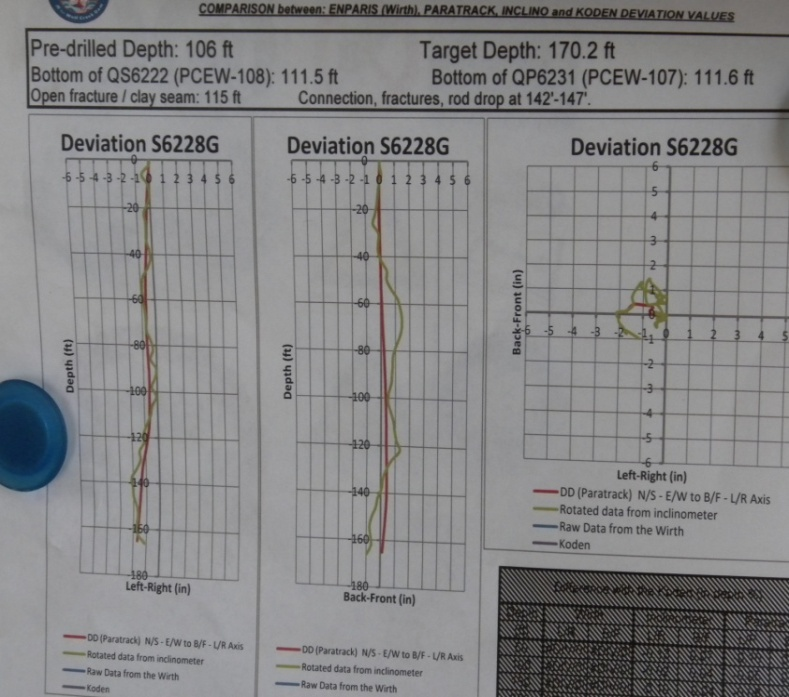 COMPARISON between: ENPARIS (Wirth), PARATRACK, INCLINO and KODEN DEVIATION VALUES
Pre-drilled Depth: 106 ft Target Depth: 170.2 ft
Bottom of QS6222 (PCEW-108): 111.5 ft Bottom of QP6231 (PCEW-107): 111.6 ft
Open fracture / clay seam: 115 ft Connection, fractures, rod drop at 142'-147'.
Deviation S6228G
0
-6 -5 -4 -3 -2 -1 0 1 2 3 4 5 6
-20
-40
-60
-80
-100
-120
-140
-160
-180
Depth (ft)
Left-Right (in)
DD (Paratrack) N/S - E/W to B/F - L/R Axis
Rotated data from inclinometer
Raw Data from the Wirth
Koden
Deviation S6228G
0
-6 -5 -4 -3 -2 -1 0 1 2 3 4 5 6
-20
-40
-60
-80
-100
-120
-140
-160
-180
Depth (ft)
Back-Front (in)
DD (Paratrack) N/S - E/W to B/F - L/R Axis
Rotated data from inclinometer
Raw Data from the Wirth
Deviation S6228G
6
5
4
3
2
1
0
-6 -5 -4 -3 -2 -1 0 1 2 3 4 5
-1
-2
-3
-4
-5
-6
Back-Front (in)
Left-Right (in)
DD (Paratrack) N/S - E/W to B/F - L/R Axis
Rotated data from inclinometer
Raw Data from the Wirth
Koden
Difference with the Koden